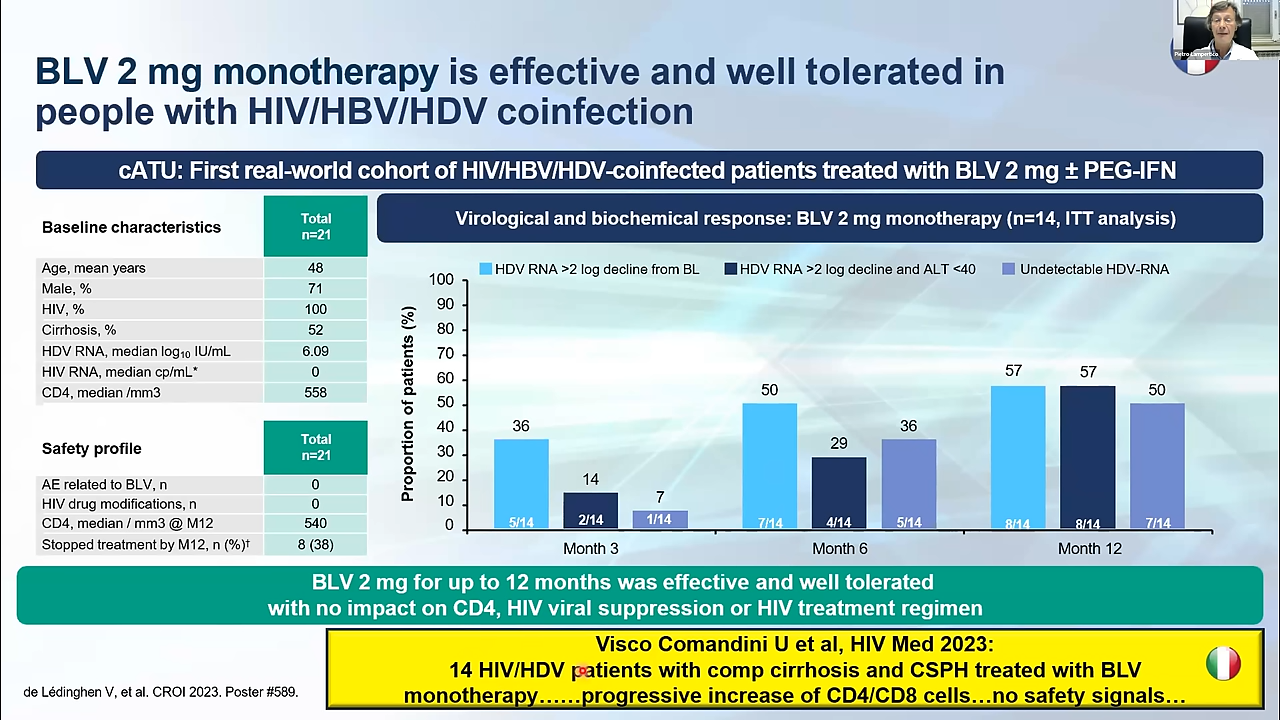 Pietro Lampertico
BLV 2 mg monotherapy is effective and well tolerated in
people with HIV/HBV/HDV coinfection
cATU: First real-world cohort of HIV/HBV/HDV-coinfected patients treated with BLV 2 mg ± PEG-IFN
Baseline characteristics
Total
n=21
Age, mean years 48
Male, % 71
HIV, % 100
Cirrhosis, % 52
HDV RNA, median log₁₀ IU/mL 6.09
HIV RNA, median cp/mL* 0
CD4, median /mm3 558
Safety profile
Total
n=21
AE related to BLV, n 0
HIV drug modifications, n 0
CD4, median / mm3 @ M12 540
Stopped treatment by M12, n (%)† 8 (38)
Virological and biochemical response: BLV 2 mg monotherapy (n=14, ITT analysis)
HDV RNA >2 log decline from BL HDV RNA >2 log decline and ALT <40 Undetectable HDV-RNA
Proportion of patients (%)
100
90
80
70
60
50
40
30
20
10
0
36 14 7
5/14 2/14 1/14
Month 3
50 29 36
7/14 4/14 5/14
Month 6
57 57 50
8/14 8/14 7/14
Month 12
BLV 2 mg for up to 12 months was effective and well tolerated
with no impact on CD4, HIV viral suppression or HIV treatment regimen
Visco Comandini U et al, HIV Med 2023:
14 HIV/HDV patients with comp cirrhosis and CSPH treated with BLV
monotherapy……progressive increase of CD4/CD8 cells…no safety signals…
de Lédinghen V, et al. CROI 2023. Poster #589.